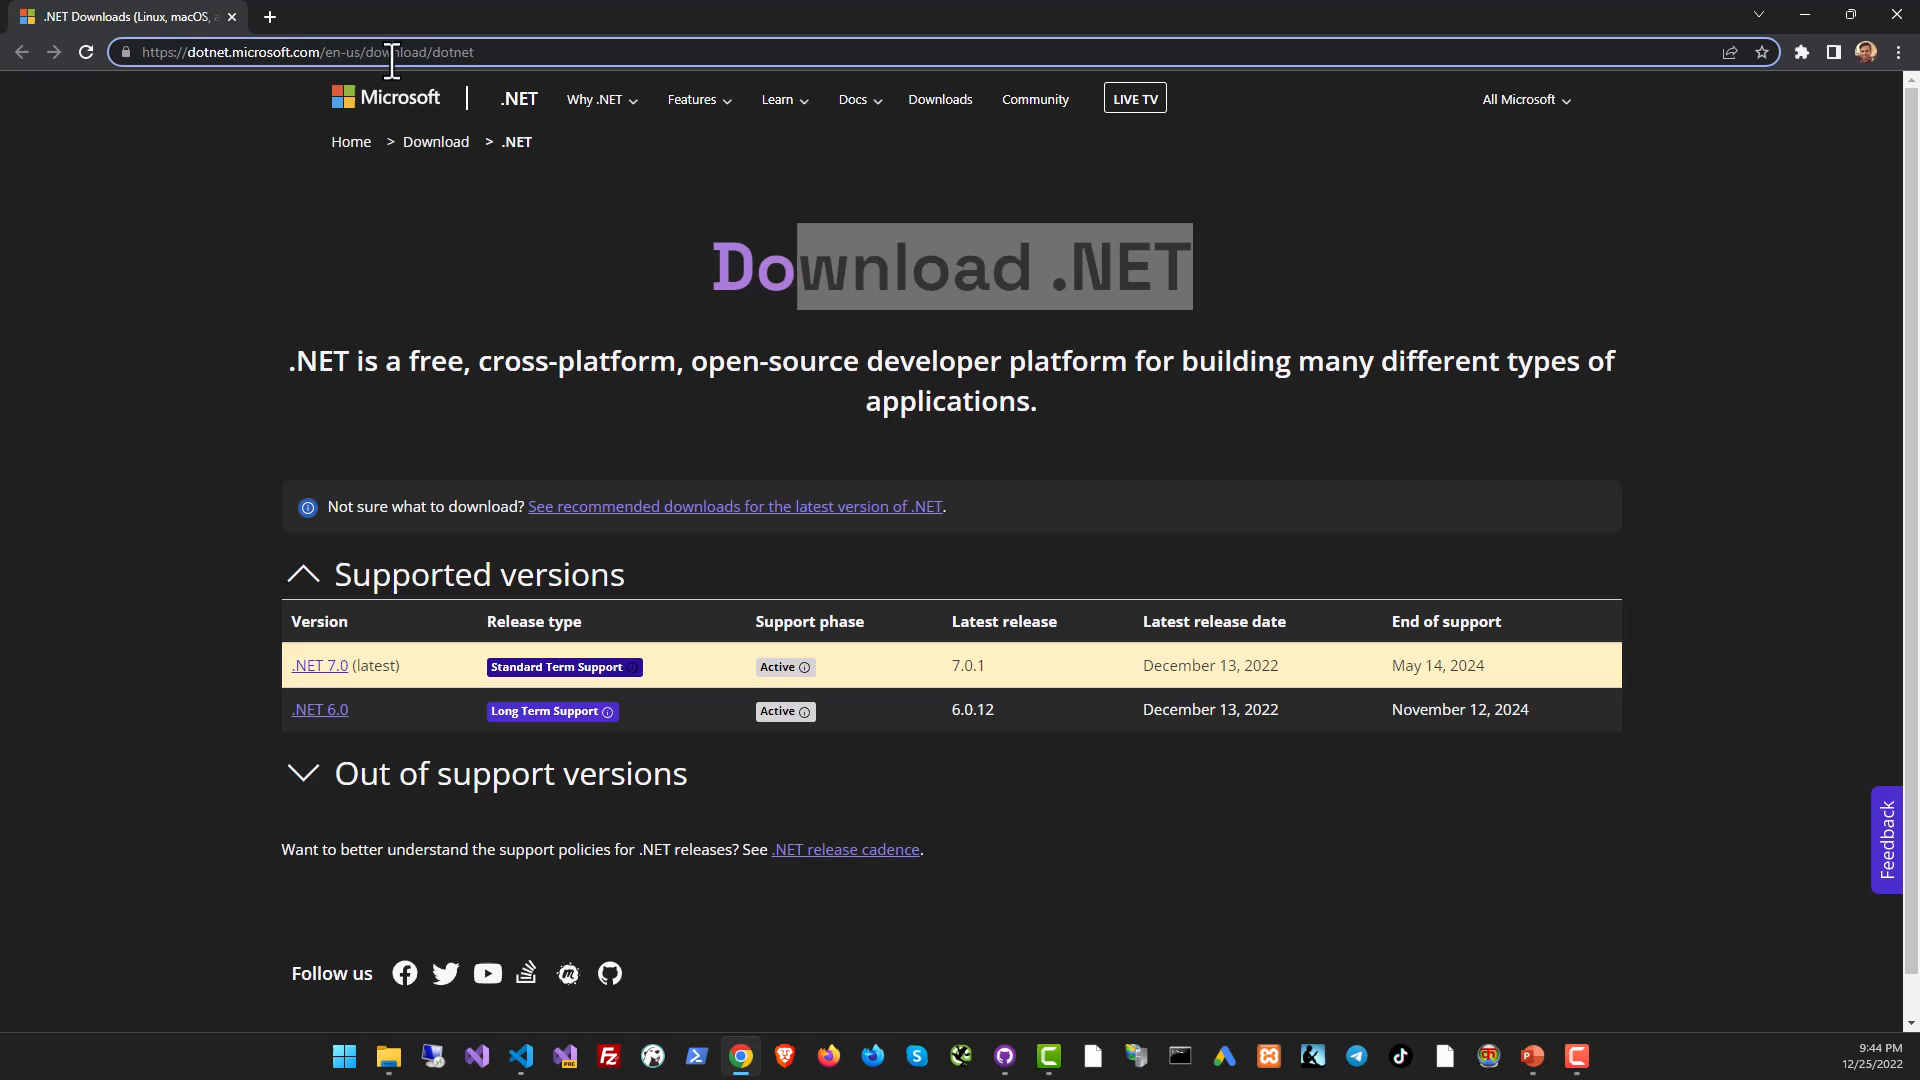 .NET Downloads (Linux, macOS,
https://dotnet.microsoft.com/en-us/download/dotnet
Microsoft
.NET
Why .NET
Features
Learn
Docs
Downloads
Community
LIVE TV
All Microsoft
Home > Download > .NET
Download .NET
.NET is a free, cross-platform, open-source developer platform for building many different types of
applications.
Not sure what to download? See recommended downloads for the latest version of .NET.
Supported versions
Version Release type Support phase Latest release Latest release date End of support
.NET 7.0 (latest) Standard Term Support Active 7.0.1 December 13, 2022 May 14, 2024
.NET 6.0 Long Term Support Active 6.0.12 December 13, 2022 November 12, 2024
Out of support versions
Want to better understand the support policies for .NET releases? See .NET release cadence.
Feedback
Follow us
9:44 PM
12/25/2022